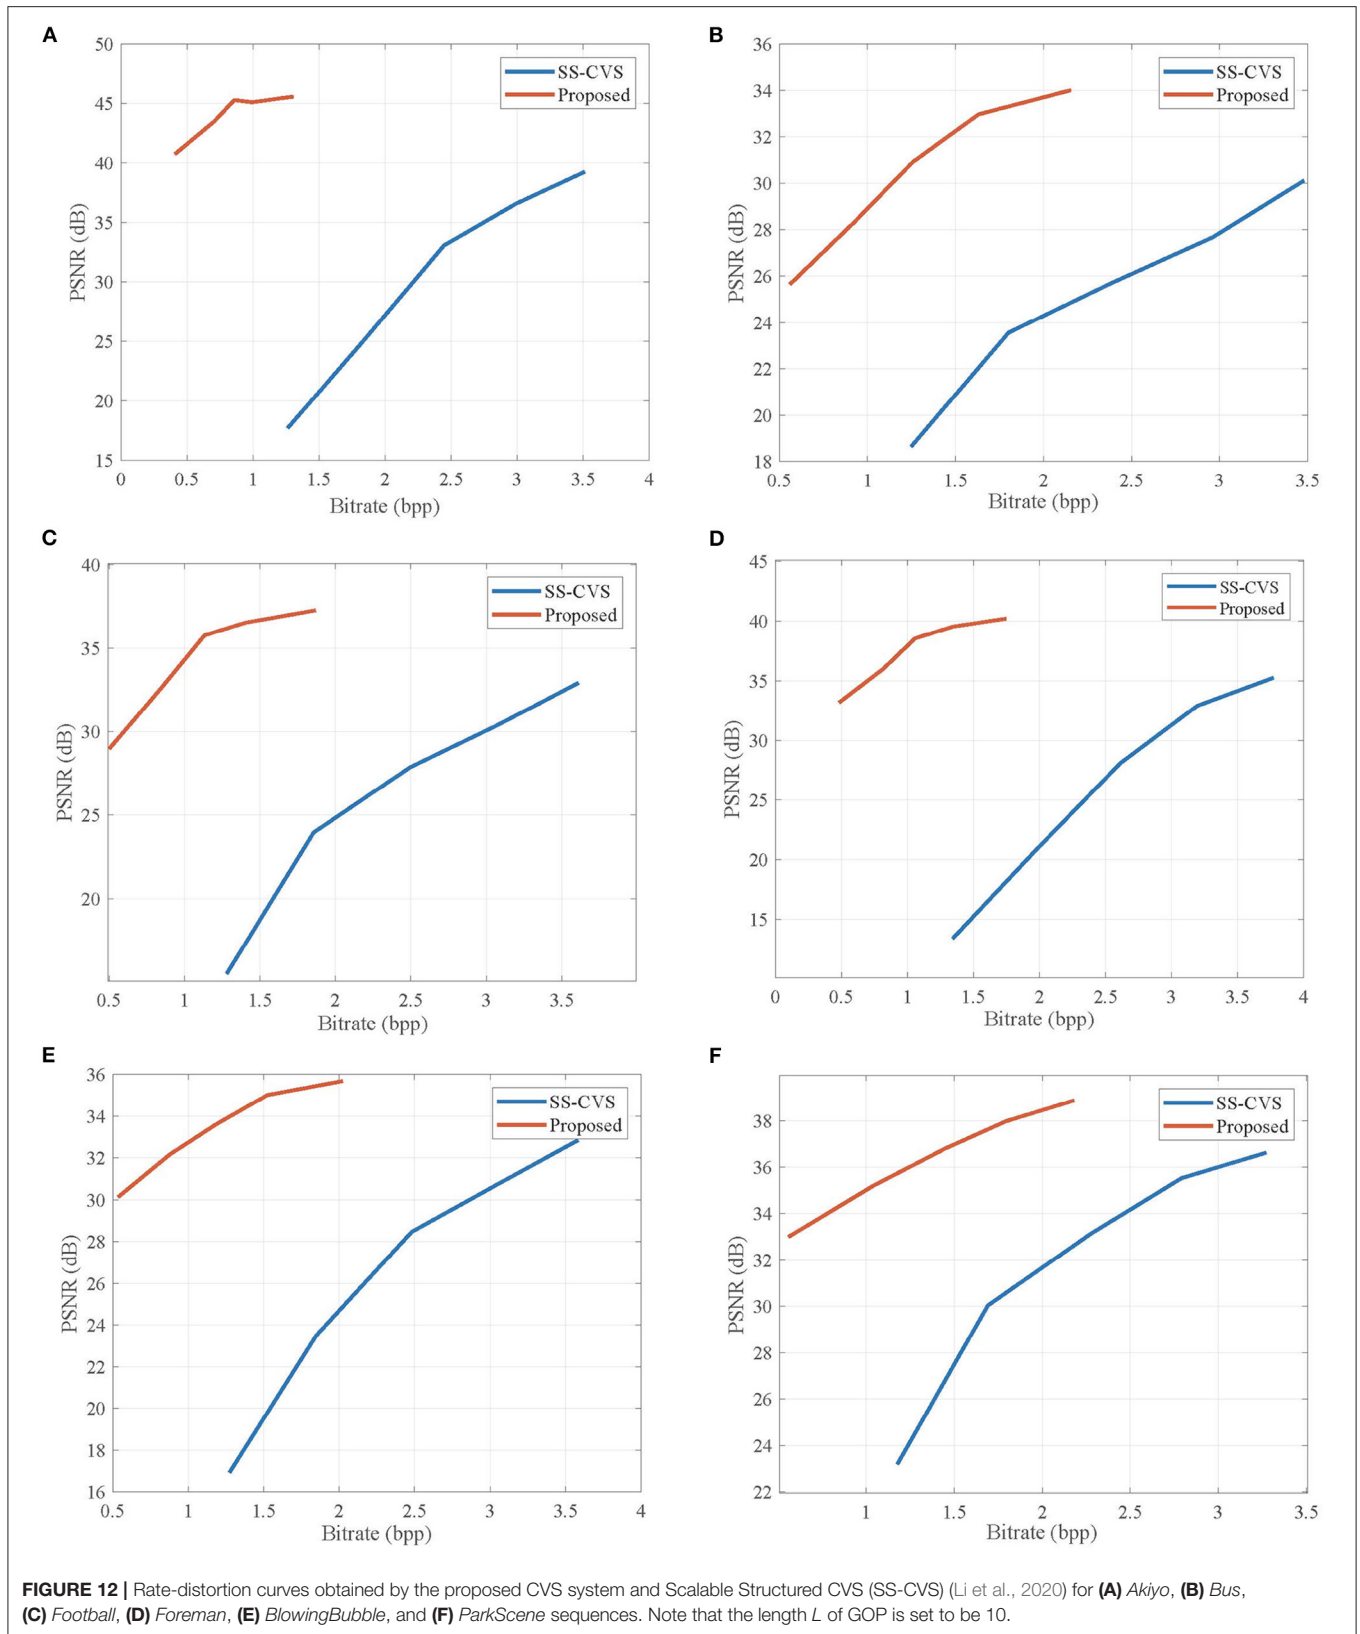 A
50
45
40
35
30
25
20
15
PSNR (dB)
SS-CVS
Proposed
0 0.5 1 1.5 2 2.5 3 3.5 4
Bitrate (bpp)
B
36
34
32
30
28
26
24
22
20
18
PSNR (dB)
SS-CVS
Proposed
0.5 1 1.5 2 2.5 3 3.5
Bitrate (bpp)
C
40
35
30
25
20
PSNR (dB)
SS-CVS
Proposed
0.5 1 1.5 2 2.5 3 3.5
Bitrate (bpp)
D
45
40
35
30
25
20
15
PSNR (dB)
SS-CVS
Proposed
0 0.5 1 1.5 2 2.5 3 3.5 4
Bitrate (bpp)
E
36
34
32
30
28
26
24
22
20
18
16
PSNR (dB)
SS-CVS
Proposed
0.5 1 1.5 2 2.5 3 3.5 4
Bitrate (bpp)
F
38
36
34
32
30
28
26
24
22
PSNR (dB)
SS-CVS
Proposed
1 1.5 2 2.5 3 3.5
Bitrate (bpp)
FIGURE 12 | Rate-distortion curves obtained by the proposed CVS system and Scalable Structured CVS (SS-CVS) (Li et al., 2020) for (A) Akiyo, (B) Bus,
(C) Football, (D) Foreman, (E) BlowingBubble, and (F) ParkScene sequences. Note that the length L of GOP is set to be 10.